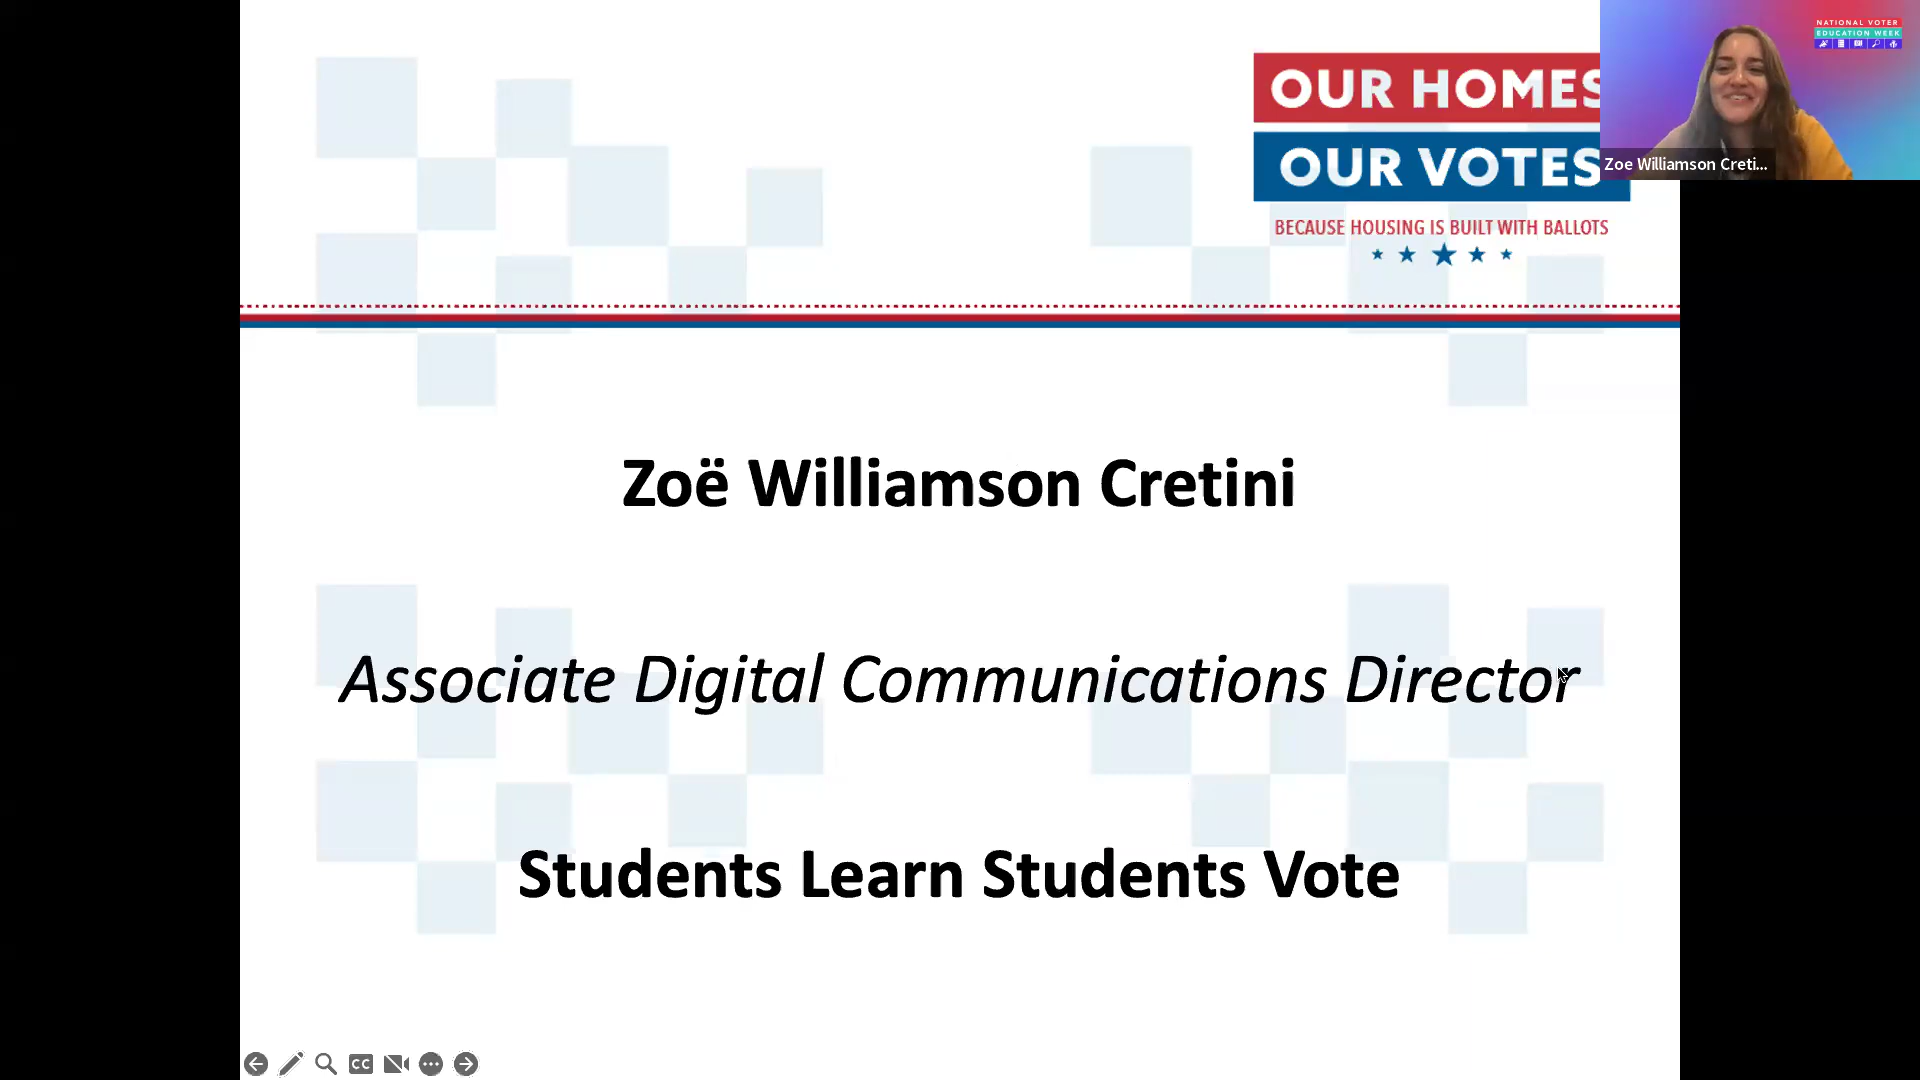 OUR HOMES
OUR VOTES
BECAUSE HOUSING IS BUILT WITH BALLOTS
NATIONAL VOTER
EDUCATION WEEK
Zoe Williamson Creti...
Zoë Williamson Cretini
Associate Digital Communications Director
Students Learn Students Vote
CC